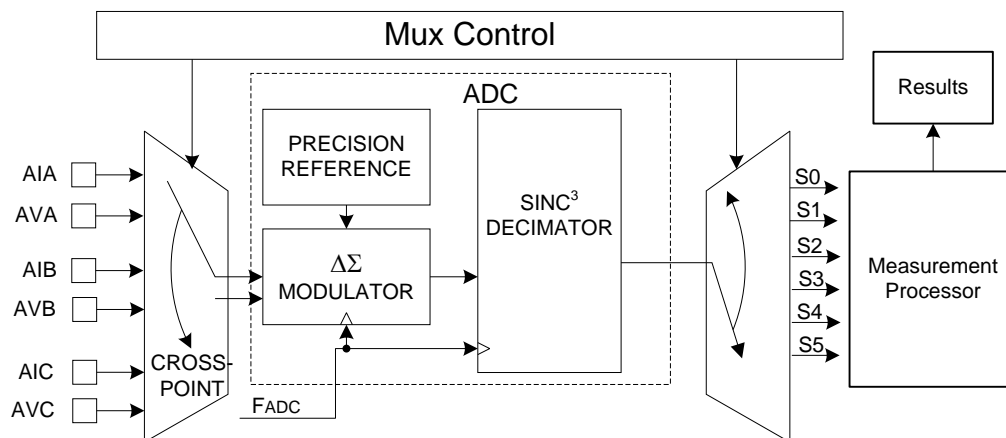 Mux Control
ADC
Results
PRECISION
REFERENCE
SINC³
DECIMATOR
ΔΣ
MODULATOR
AIA
AVA
AIB
AVB
AIC
AVC
CROSS-
POINT
FADC
S0
S1
S2
S3
S4
S5
Measurement
Processor